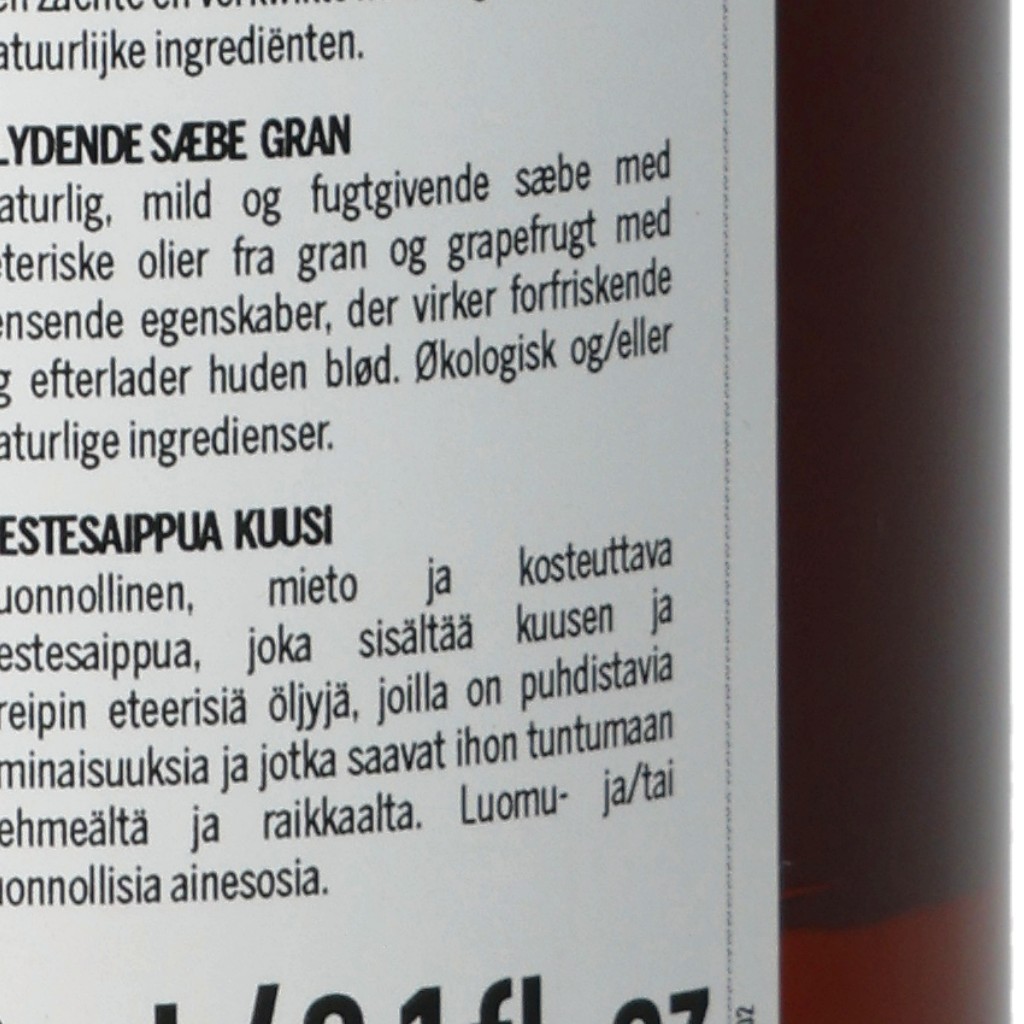 atuurlijke ingrediënten.
LYDENDE SÆBE GRAN
aturlig, mild og fugtgivende sæbe med
teriske olier fra gran og grapefrugt med
ensende egenskaber, der virker forfriskende
g efterlader huden blød. Økologisk og/eller
aturlige ingredienser.
ESTESAIPPUA KUUSI
uonnollinen, mieto ja kosteuttava
estesaippua, joka sisältää kuusen ja
reipin eteerisiä öljyjä, joilla on puhdistavia
minaisuuksia ja jotka saavat ihon tuntumaan
ehmeältä ja raikkaalta. Luomu- ja/tai
uonnollisia ainesosia.
fl. oz